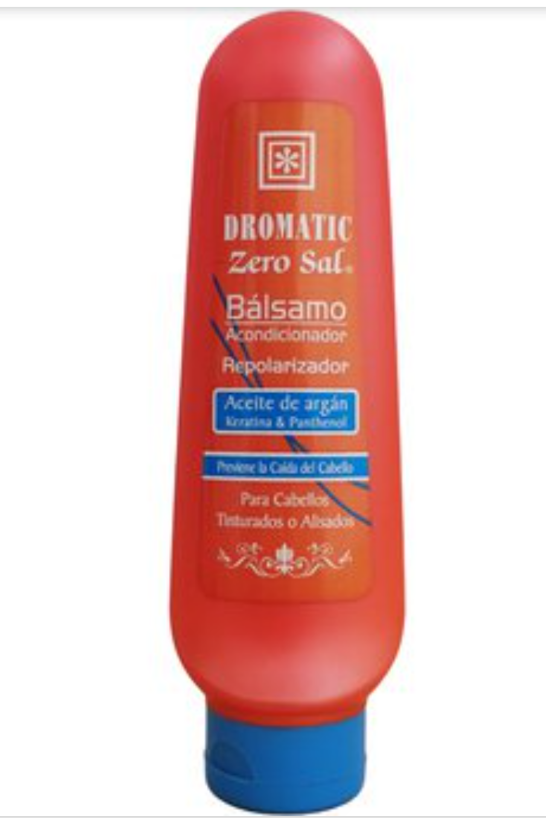 DROMATIC
Zero Sal
Bálsamo
Acondicionador
Repolarizador
Aceite de argán
Keratina & Panthenol
Previene la Caída del Cabello
Para Cabellos
Tinturados o Alisados